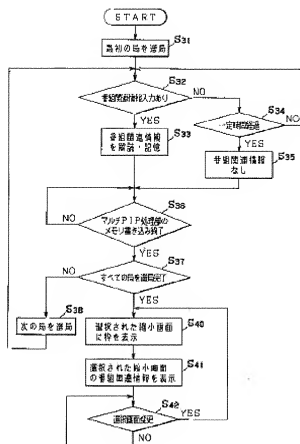 START
S31
最初の局を選局
S32
番組関連情報入力あり
NO
S34
YES
S33
一定時間経過
NO
番組関連情報
を解読・記憶
YES
S35
番組関連情報
なし
S36
マルチPIP処理部の
メモリ書き込み終了
NO
YES
S37
すべての局を選局完了
NO
YES
S38
次の局を選局
S40
選択された縮小画面
に枠を表示
S41
選択された縮小画面
の番組関連情報を表示
S42
選択画面変更
YES
NO